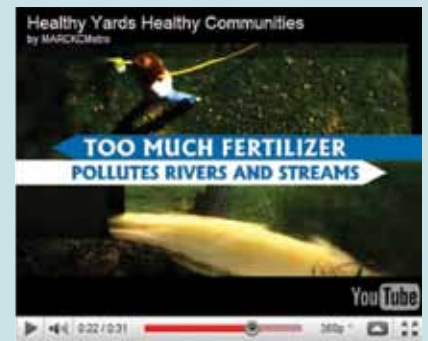 Healthy Yards Healthy Communities
by MARCKCMetro
TOO MUCH FERTILIZER
POLLUTES RIVERS AND STREAMS
YouTube
0:22 / 0:31
360p